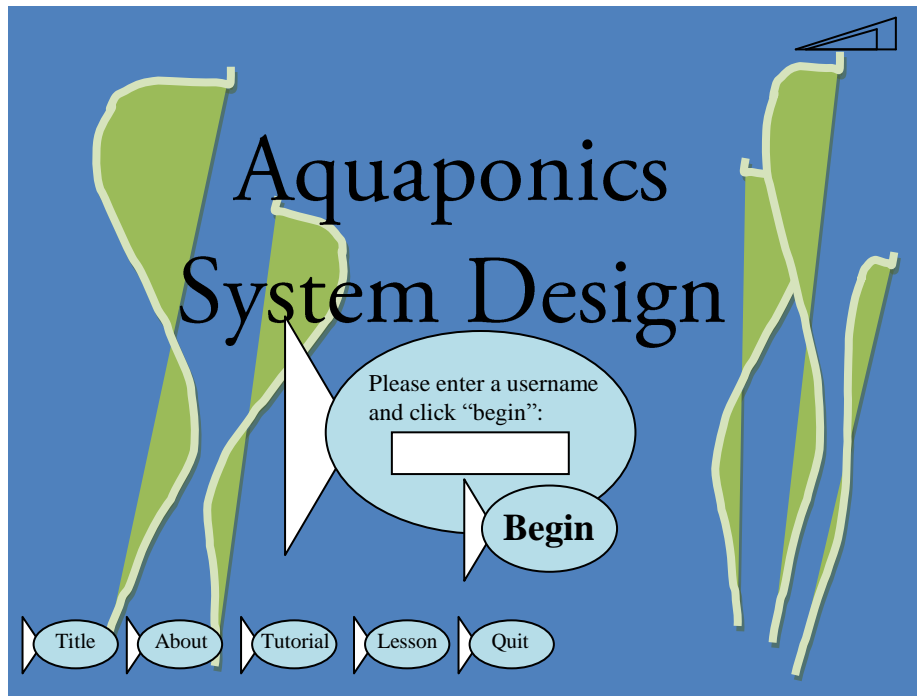 Aquaponics
System Design
Please enter a username
and click “begin”:
Begin
Title
About
Tutorial
Lesson
Quit